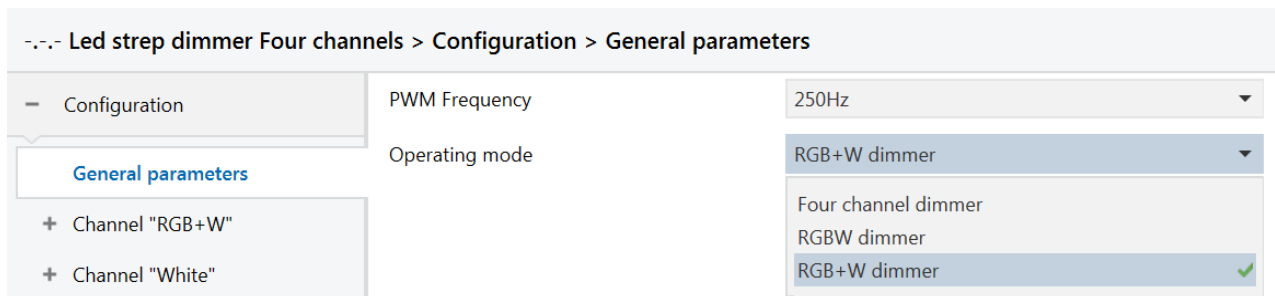 -.-.- Led strep dimmer Four channels > Configuration > General parameters
Configuration
General parameters
Channel "RGB+W"
Channel "White"
PWM Frequency 250Hz
Operating mode RGB+W dimmer
Four channel dimmer
RGBW dimmer
RGB+W dimmer